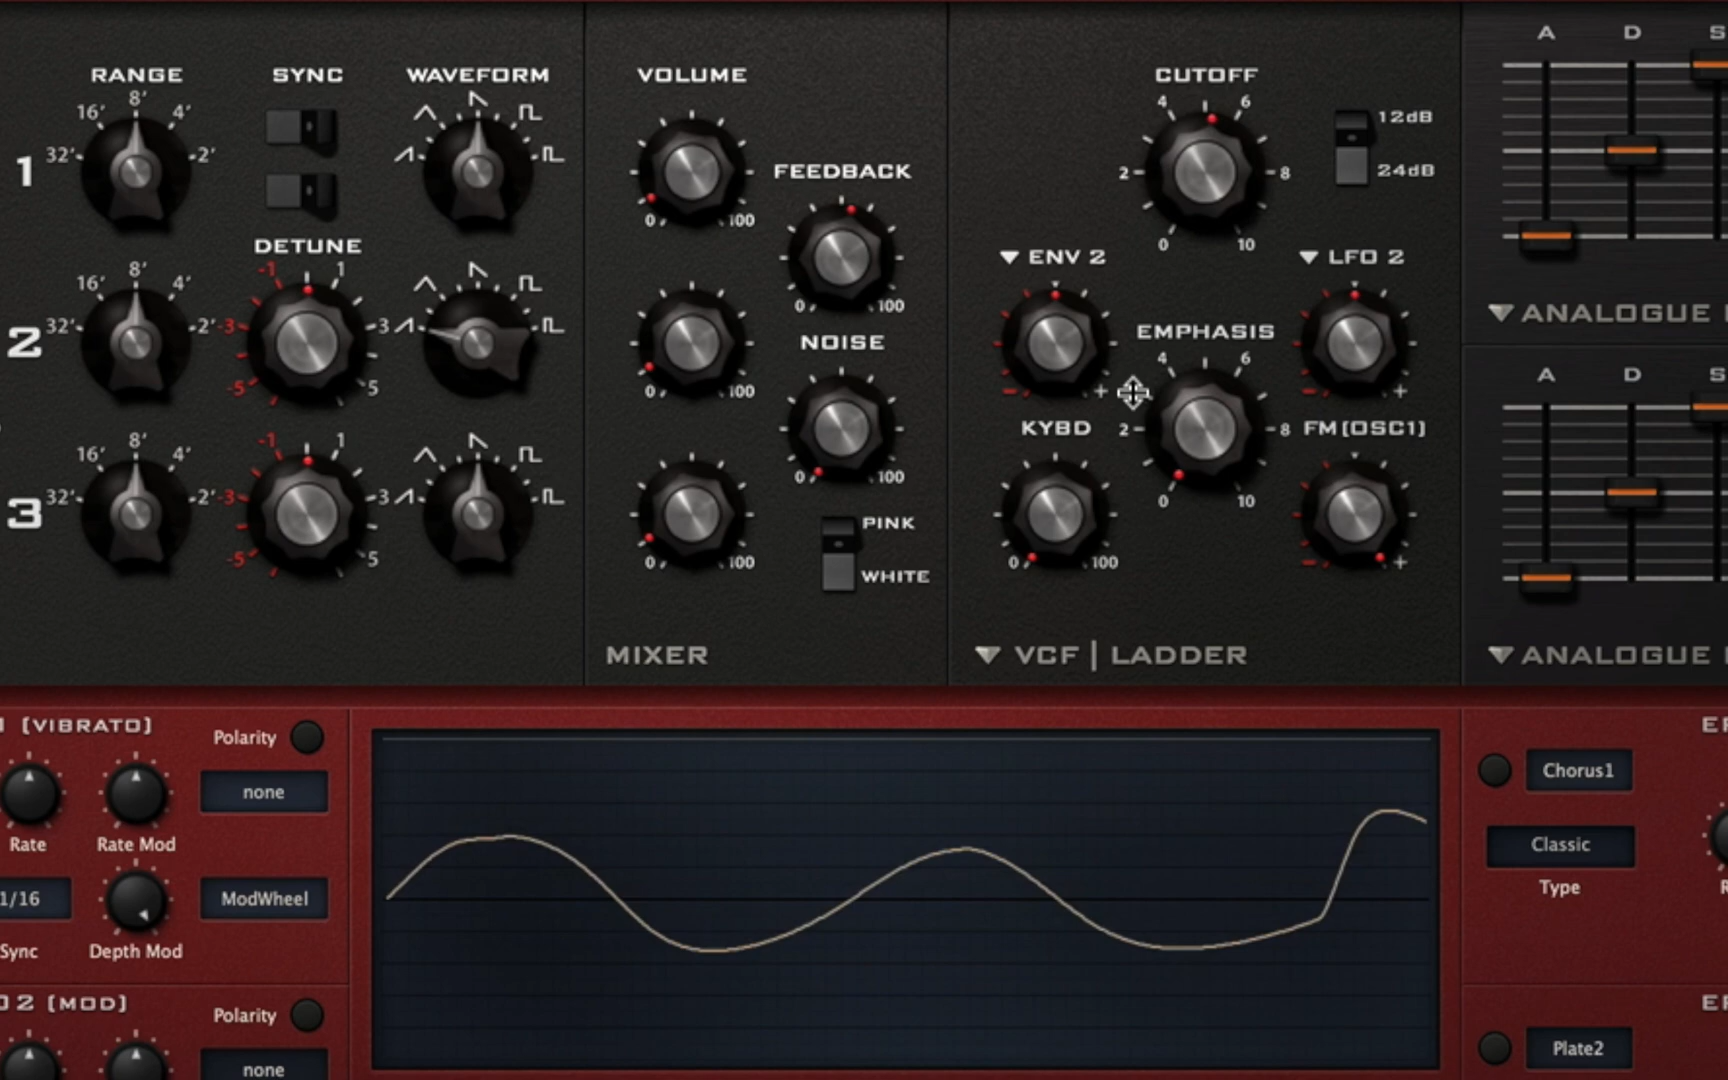 RANGE
SYNC
WAVEFORM
VOLUME
CUTOFF
A D S
1
32' 16' 8' 4' 2'
0 100
FEEDBACK
0 100
0 2 4 6 8 10
12dB
24dB
DETUNE
2
32' 16' 8' 4' 2'
-5 -3 -1 1 3 5
0 100
NOISE
0 100
ENV 2
- +
LFO 2
- +
EMPHASIS
0 2 4 6 8 10
ANALOGUE
A D S
3
32' 16' 8' 4' 2'
-5 -3 -1 1 3 5
0 100
PINK
WHITE
KYBD
0 100
FM(OSC1)
- +
MIXER
VCF | LADDER
ANALOGUE
(VIBRATO)
Polarity
none
Rate
Rate Mod
1/16
ModWheel
Sync
Depth Mod
2 (MOD)
Polarity
none
Chorus1
Classic
Type
Plate2